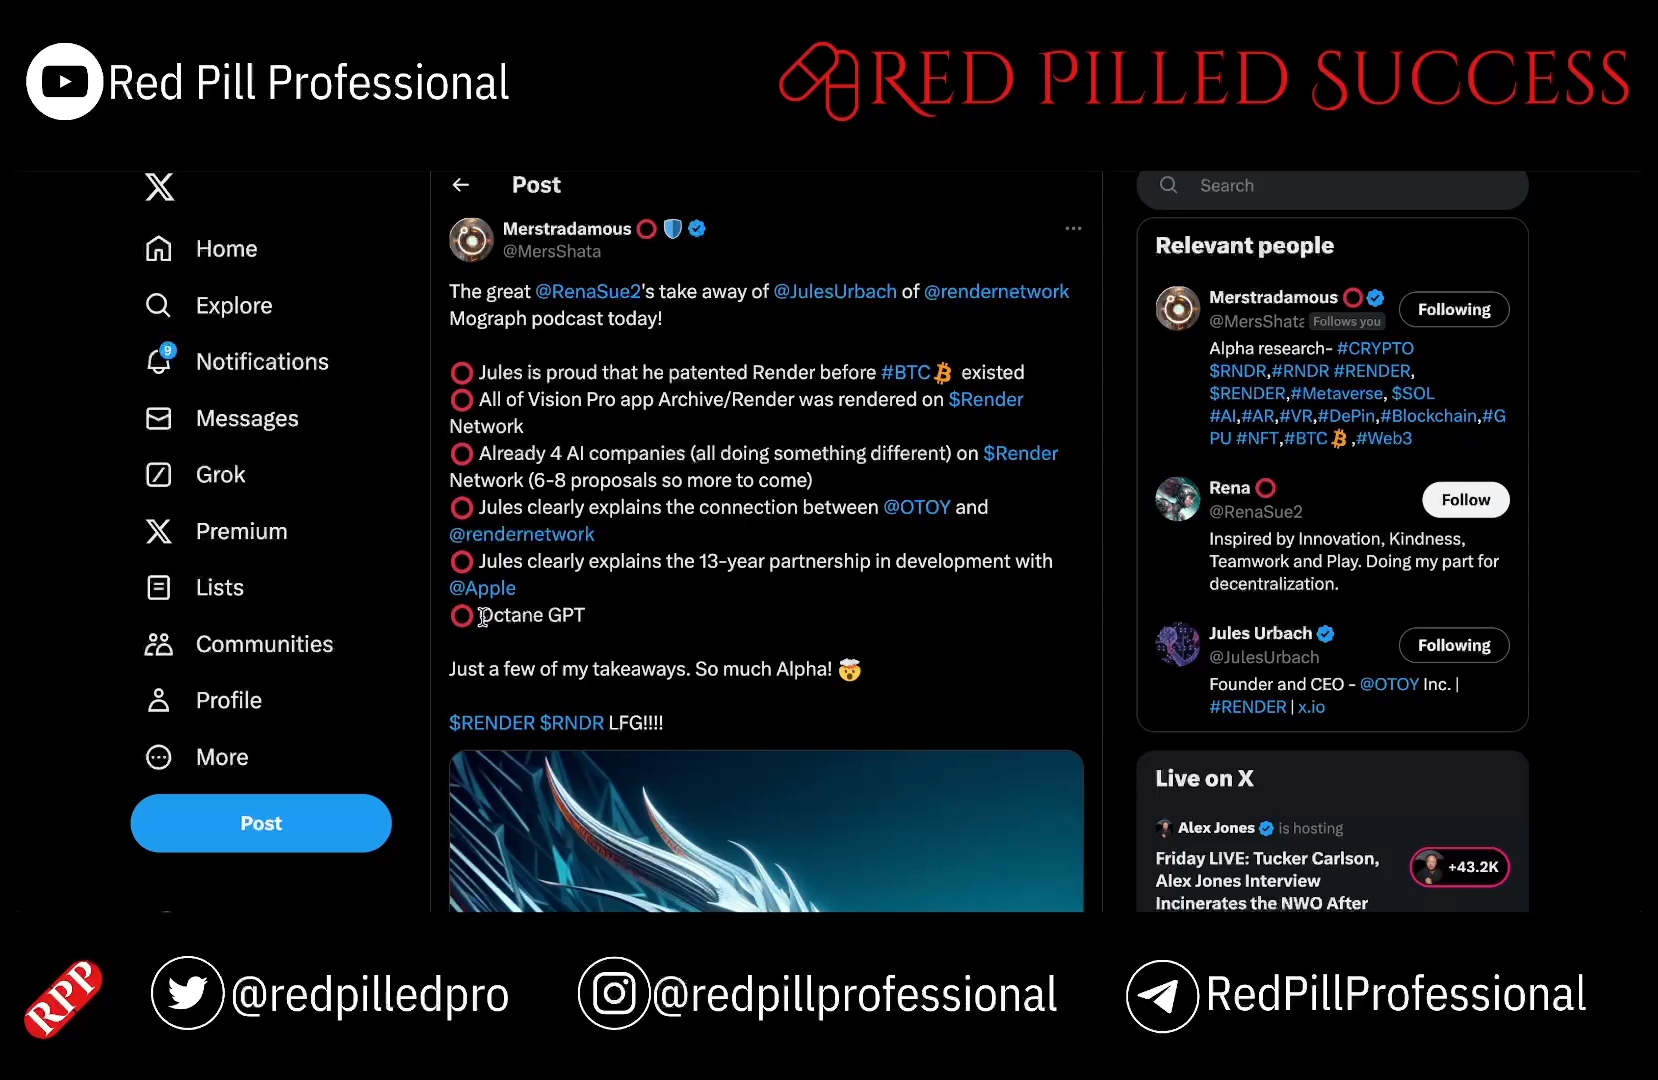 Red Pill Professional
RED PILLED SUCCESS
Home
Explore
9
Notifications
Messages
Grok
Premium
Lists
Communities
Profile
More
Post
Post
Merstradamous
@MersShata
The great @RenaSue2's take away of @JulesUrbach of @rendernetwork
Mograph podcast today!
Jules is proud that he patented Render before #BTC existed
All of Vision Pro app Archive/Render was rendered on $Render
Network
Already 4 AI companies (all doing something different) on $Render
Network (6-8 proposals so more to come)
Jules clearly explains the connection between @OTOY and
@rendernetwork
Jules clearly explains the 13-year partnership in development with
@Apple
Octane GPT
Just a few of my takeaways. So much Alpha! 🤯
$RENDER $RNDR LFG!!!!
Search
Relevant people
Merstradamous
Following
@MersShata Follows you
Alpha research- #CRYPTO
$RNDR,#RNDR #RENDER,
$RENDER,#Metaverse, $SOL
#AI,#AR,#VR,#DePin,#Blockchain,#G
PU #NFT,#BTC ,#Web3
Rena
Follow
@RenaSue2
Inspired by Innovation, Kindness,
Teamwork and Play. Doing my part for
decentralization.
Jules Urbach
Following
@JulesUrbach
Founder and CEO - @OTOY Inc. |
#RENDER | x.io
Live on X
Alex Jones is hosting
Friday LIVE: Tucker Carlson,
Alex Jones Interview
Incinerates the NWO After
+43.2K
RPP
@redpilledpro
@redpillprofessional
RedPillProfessional